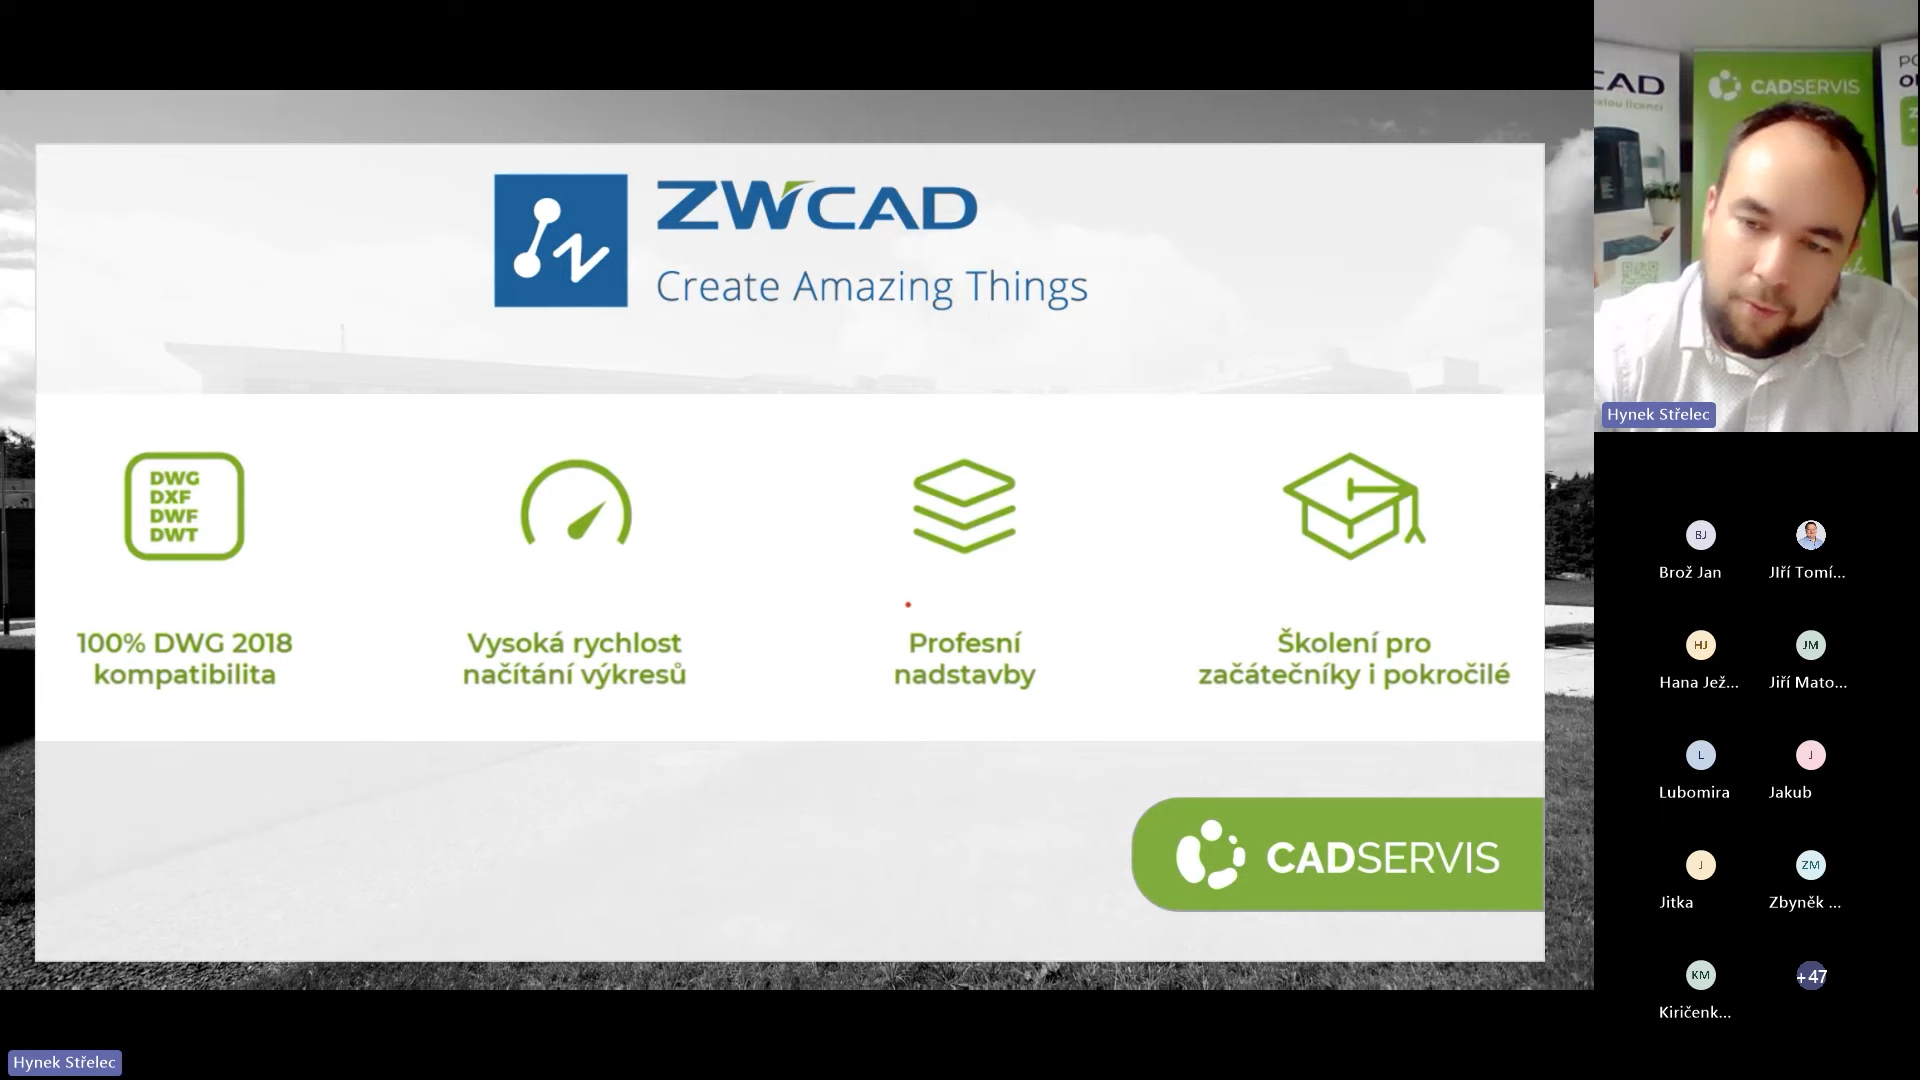 ZWCAD
Create Amazing Things
DWG
DXF
DWF
DWT
100% DWG 2018
kompatibilita
Vysoká rychlost
načítání výkresů
Profesní
nadstavby
Školení pro
začátečníky i pokročilé
CADSERVIS
CAD
CADSERVIS
Hynek Střelec
BJ
Brož Jan
JIří Tomí...
HJ
Hana Jež...
JM
Jiří Mato...
L
Lubomira
J
Jakub
J
Jitka
ZM
Zbyněk ...
KM
Kiričenk...
+47
Hynek Střelec